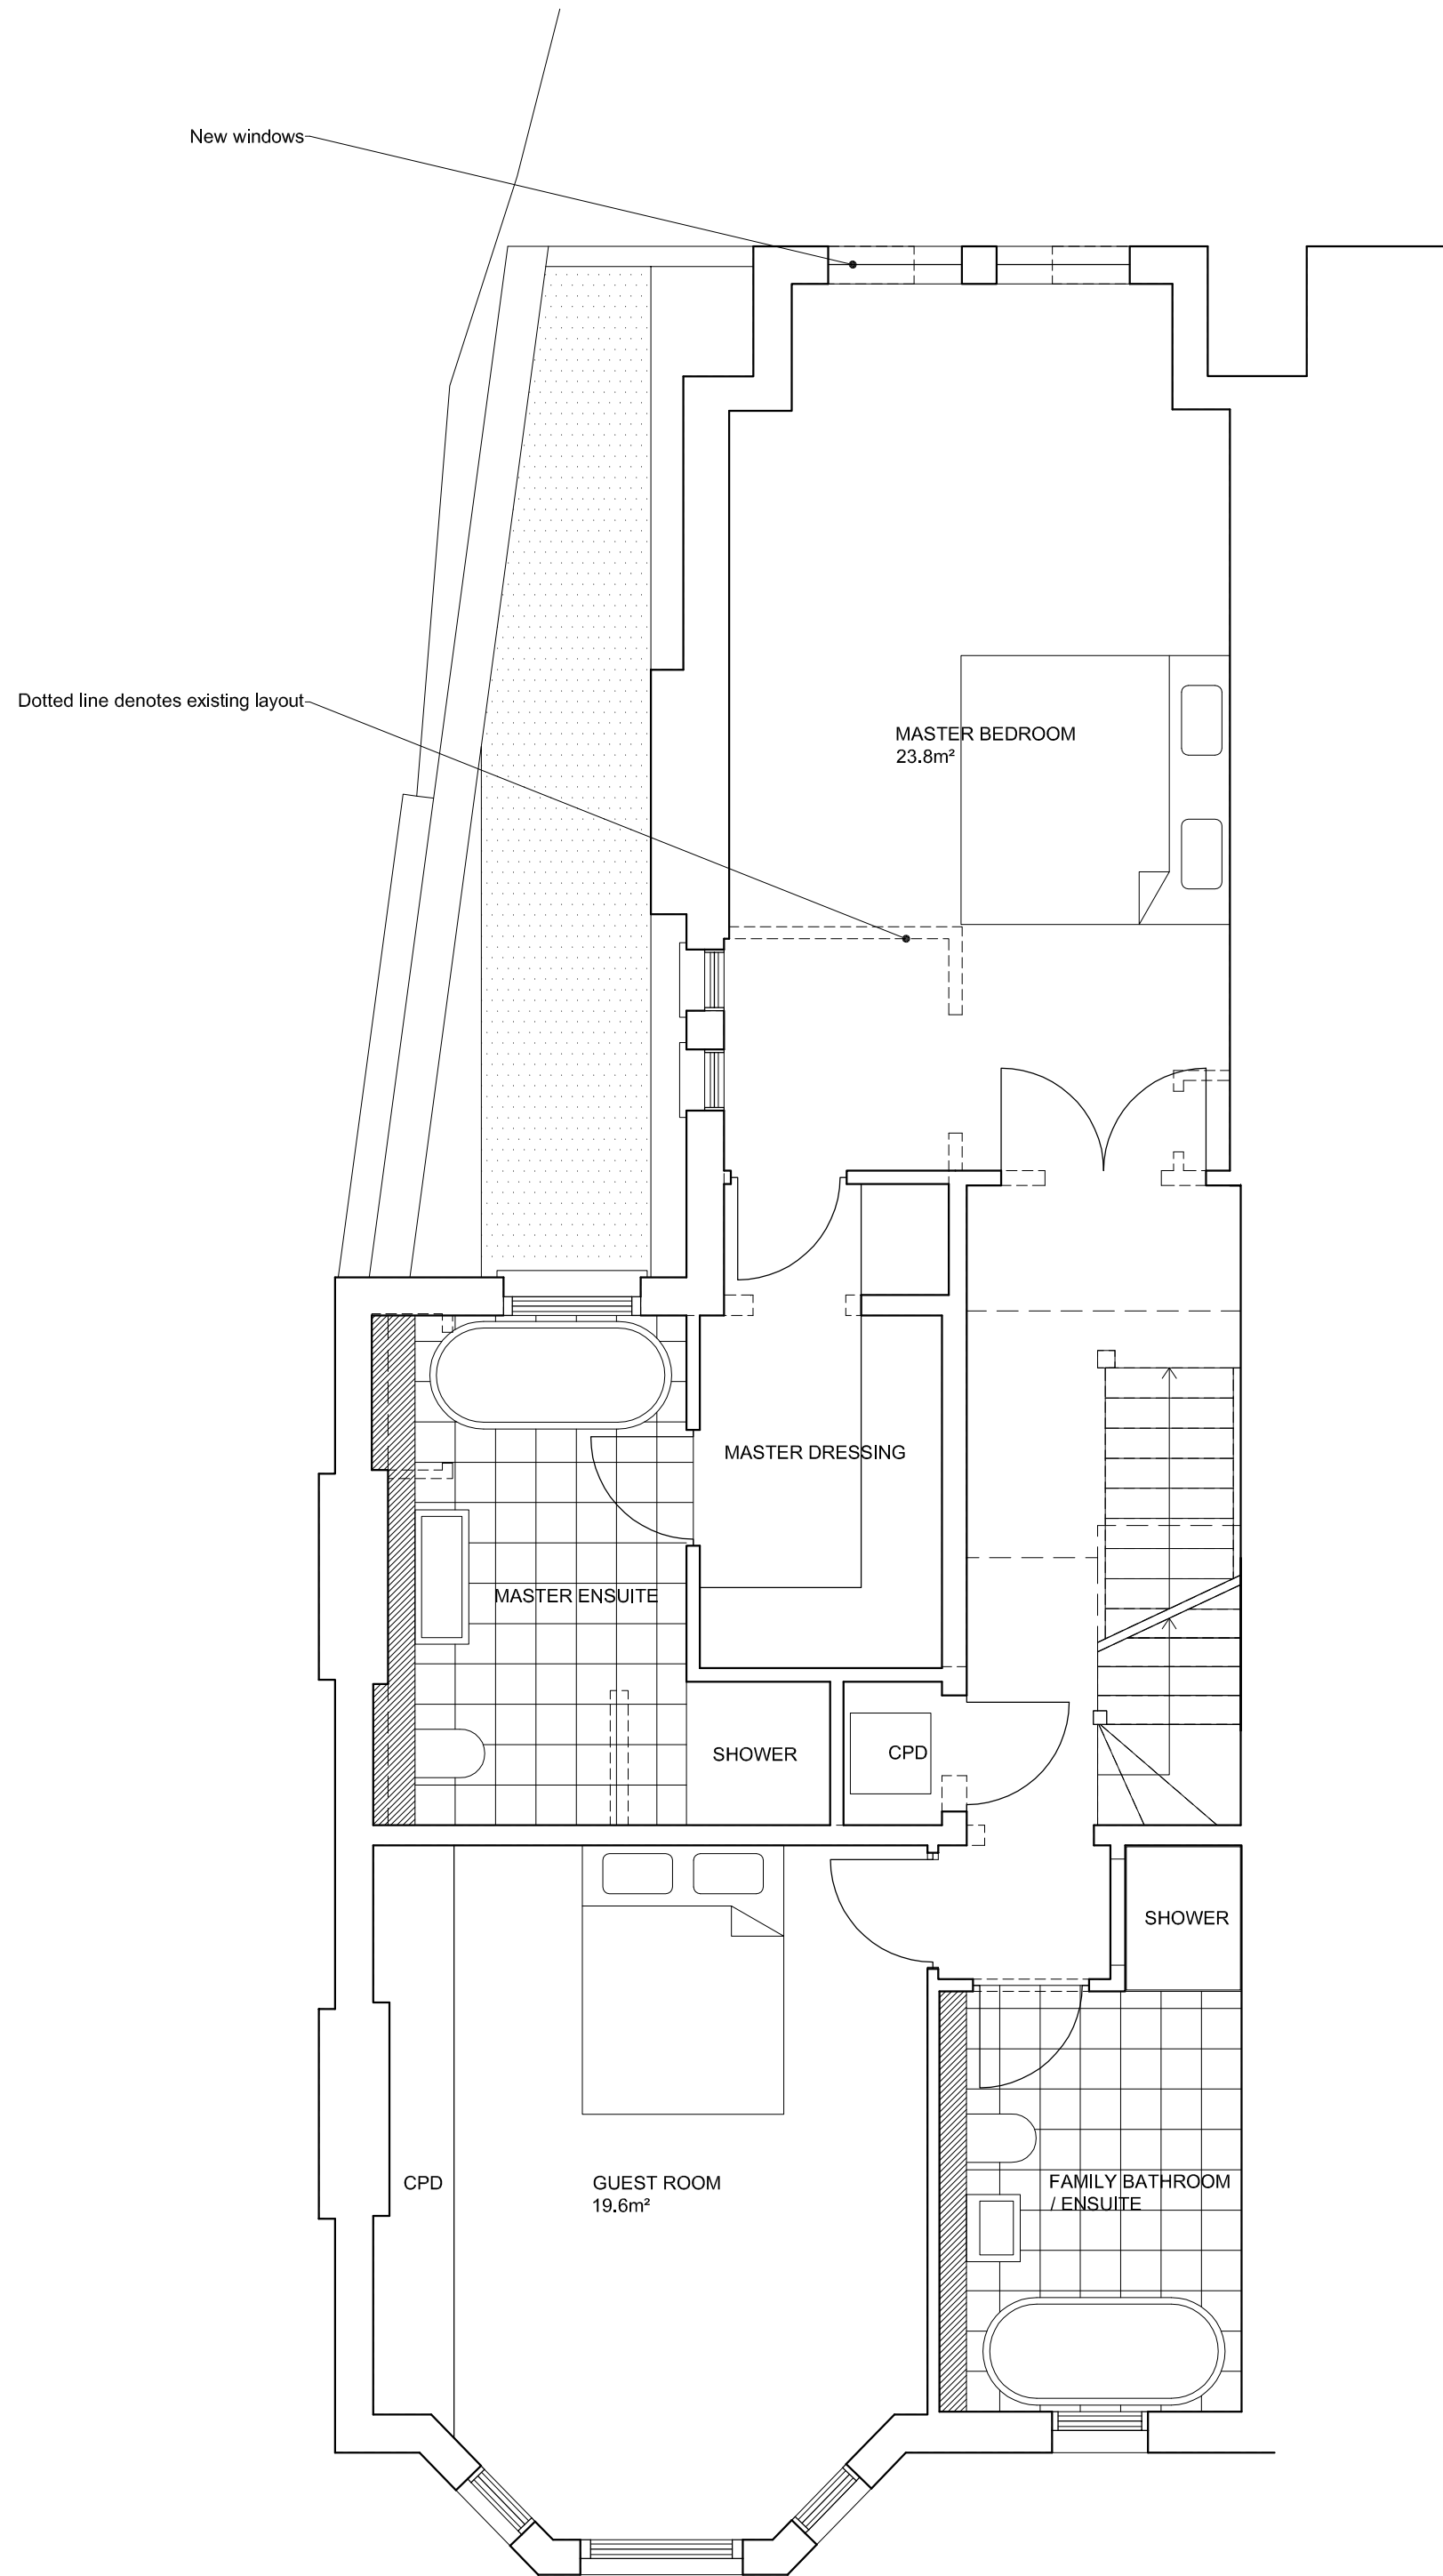 New windows
Dotted line denotes existing layout
MASTER BEDROOM
23.8m²
MASTER DRESSING
MASTER ENSUITE
SHOWER
CPD
SHOWER
CPD
GUEST ROOM
19.6m²
FAMILY BATHROOM
/ ENSUITE